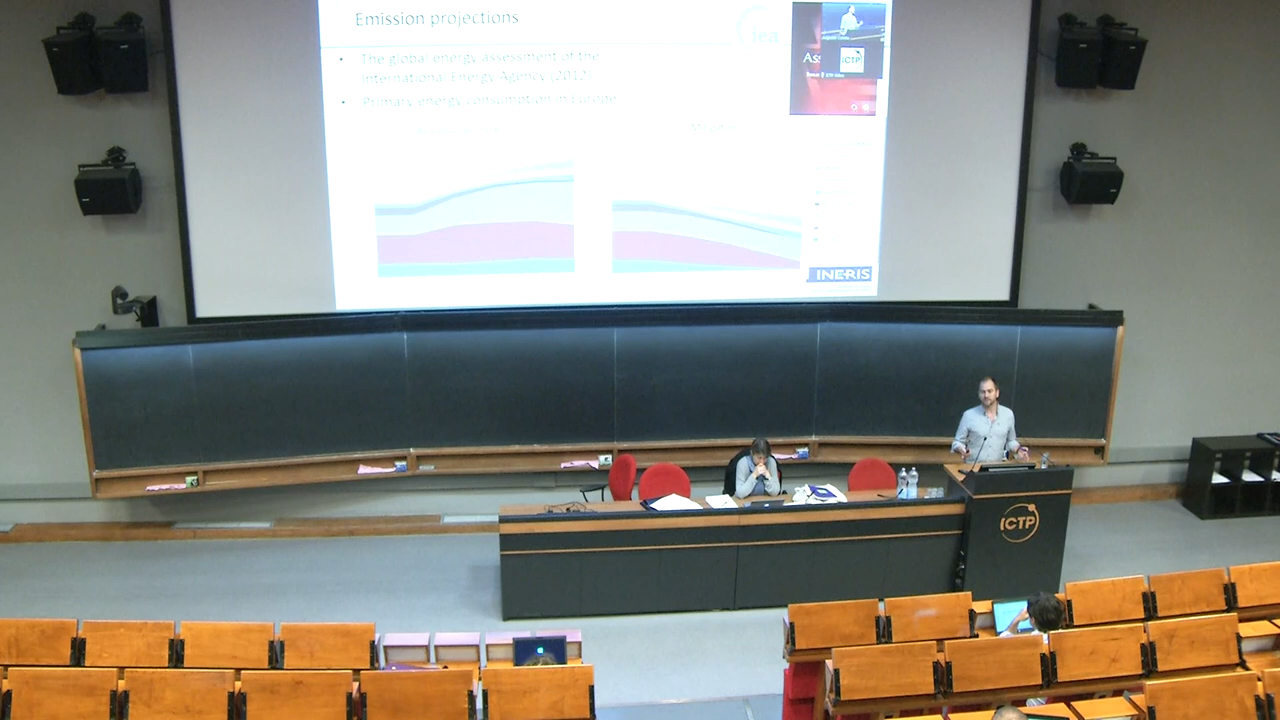 Emission projections
iea
• The global energy assessment of the
International Energy Agency (2012)
• Primary energy consumption in Europe
As
ICTP
INERIS
ICTP